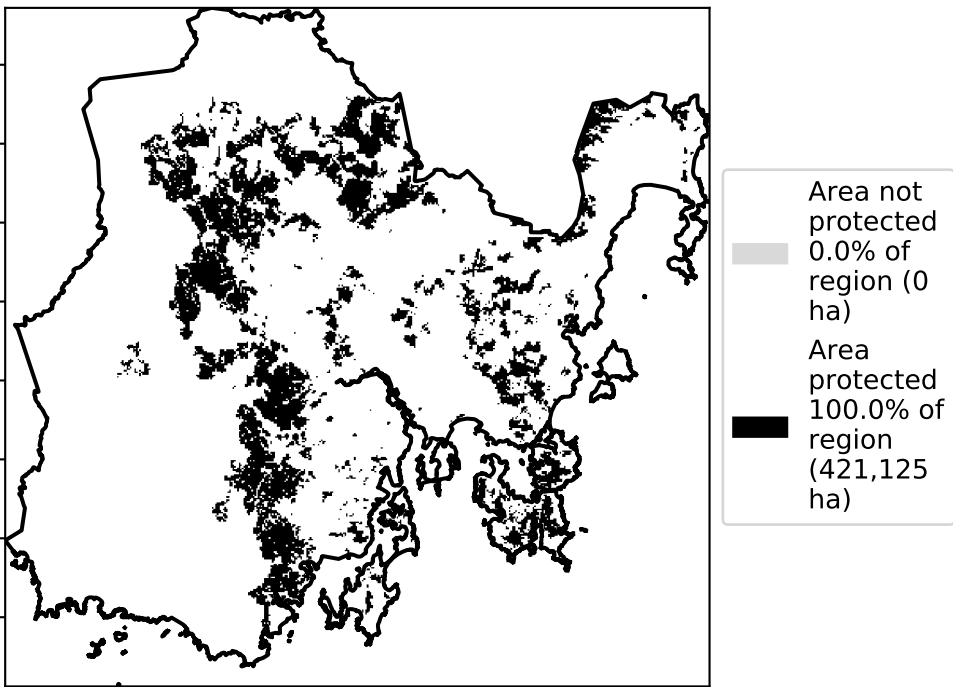 Area not
protected
0.0% of
region (0
ha)
Area
protected
100.0% of
region
(421,125
ha)